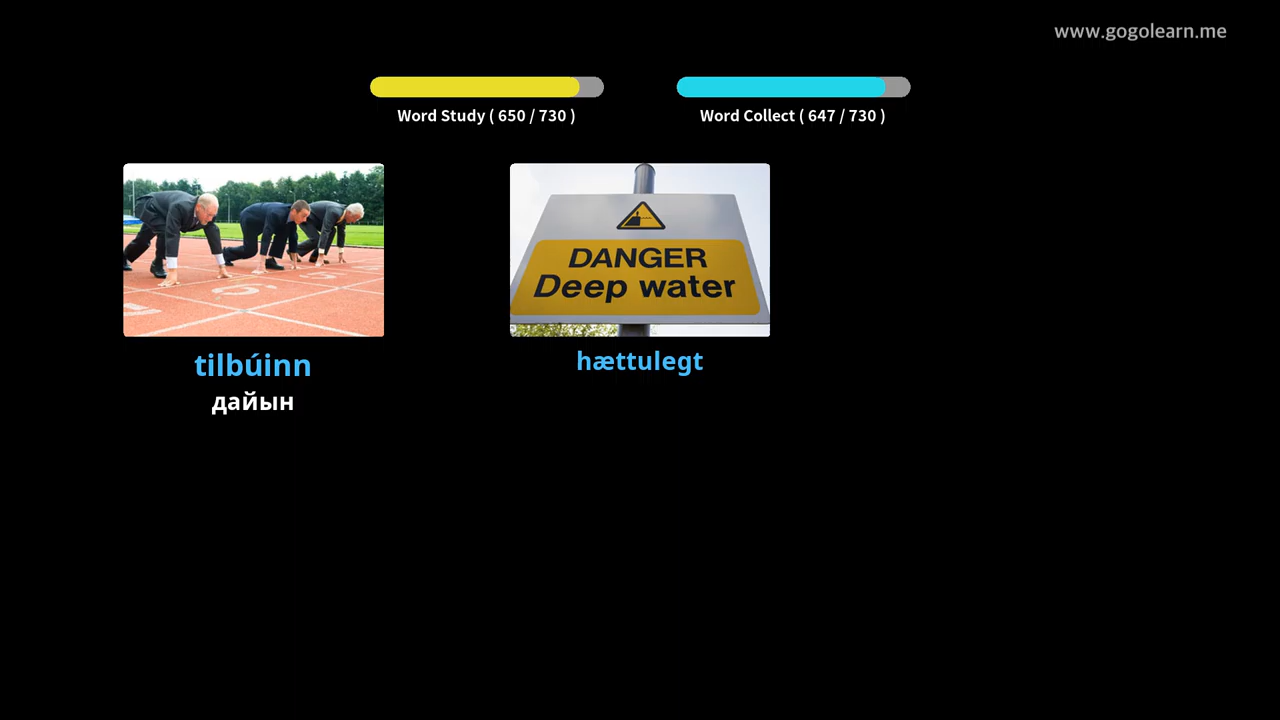 www.gogolearn.me
Word Study ( 650 / 730 )
Word Collect ( 647 / 730 )
DANGER
Deep water
tilbúinn
дайын
hættulegt